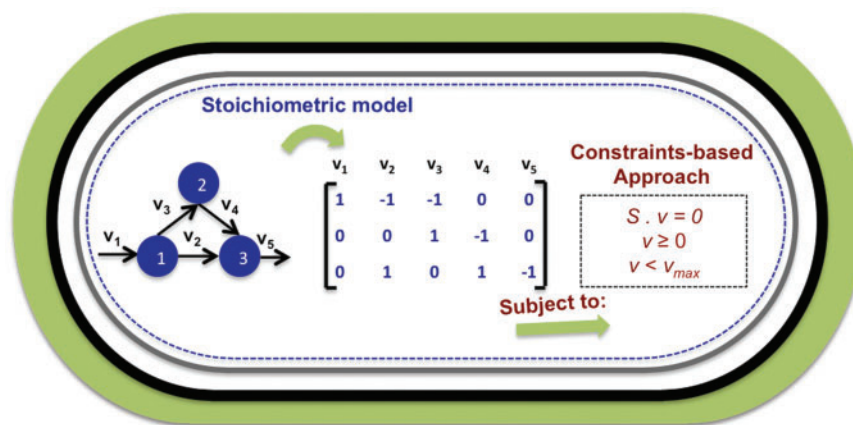 Stoichiometric model
2
v3 v4
v1 v2 v5
1 3
v1 v2 v3 v4 v5
1 -1 -1 0 0
0 0 1 -1 0
0 1 0 1 -1
Subject to:
Constraints-based
Approach
S . v = 0
v ≥ 0
v < vmax